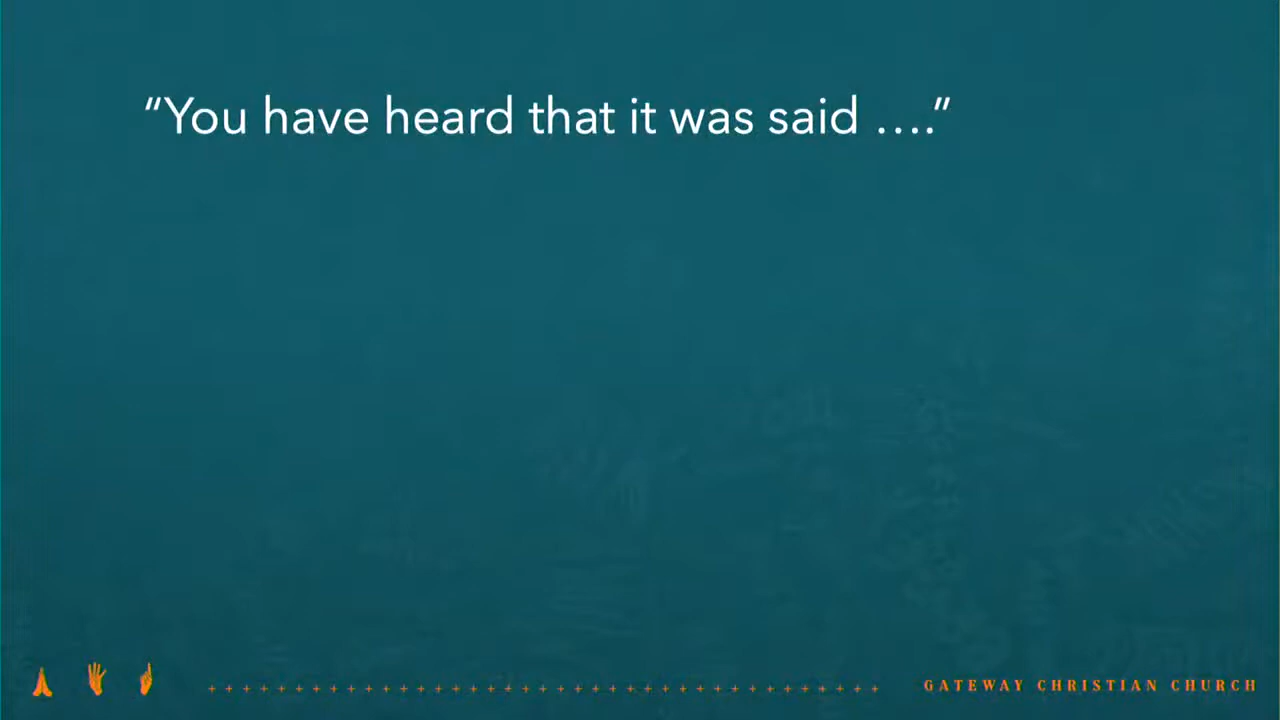 “You have heard that it was said ....”
GATEWAY CHRISTIAN CHURCH